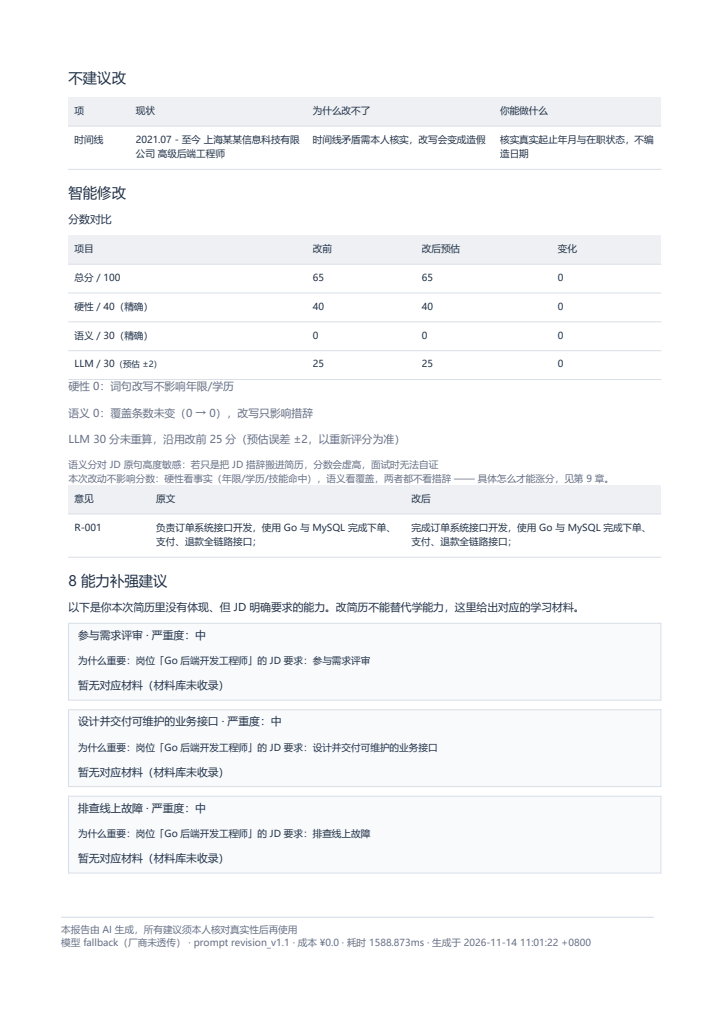 不建议改
项 现状 为什么改不了 你能做什么
时间线 2021.07 - 至今 上海某某信息科技有限 时间线矛盾需本人核实，改写会变成造假 核实真实起止年月与在职状态，不编
公司 高级后端工程师 造日期
智能修改
分数对比
项目 改前 改后预估 变化
总分 / 100 65 65 0
硬性 / 40（精确） 40 40 0
语义 / 30（精确） 0 0 0
LLM / 30（预估 ±2） 25 25 0
硬性 0：词句改写不影响年限/学历
语义 0：覆盖条数未变（0 → 0），改写只影响措辞
LLM 30 分未重算，沿用改前 25 分（预估误差 ±2，以重新评分为准）
语义分对 JD 原句高度敏感：若只是把 JD 措辞搬进简历，分数会虚高，面试时无法自证
本次改动不影响分数：硬性看事实（年限/学历/技能命中），语义看覆盖，两者都不看措辞 —— 具体怎么才能涨分，见第 9 章。
意见 原文 改后
R-001 负责订单系统接口开发，使用 Go 与 MySQL 完成下单、 完成订单系统接口开发，使用 Go 与 MySQL 完成下单、
支付、退款全链路接口； 支付、退款全链路接口；
8 能力补强建议
以下是你本次简历里没有体现、但 JD 明确要求的能力。改简历不能替代学能力，这里给出对应的学习材料。
参与需求评审 · 严重度：中
为什么重要：岗位「Go 后端开发工程师」的 JD 要求：参与需求评审
暂无对应材料（材料库未收录）
设计并交付可维护的业务接口 · 严重度：中
为什么重要：岗位「Go 后端开发工程师」的 JD 要求：设计并交付可维护的业务接口
暂无对应材料（材料库未收录）
排查线上故障 · 严重度：中
为什么重要：岗位「Go 后端开发工程师」的 JD 要求：排查线上故障
暂无对应材料（材料库未收录）
本报告由 AI 生成，所有建议须本人核对真实性后再使用
模型 fallback（厂商未透传） · prompt revision_v1.1 · 成本 ¥0.0 · 耗时 1588.873ms · 生成于 2026-11-14 11:01:22 +0800